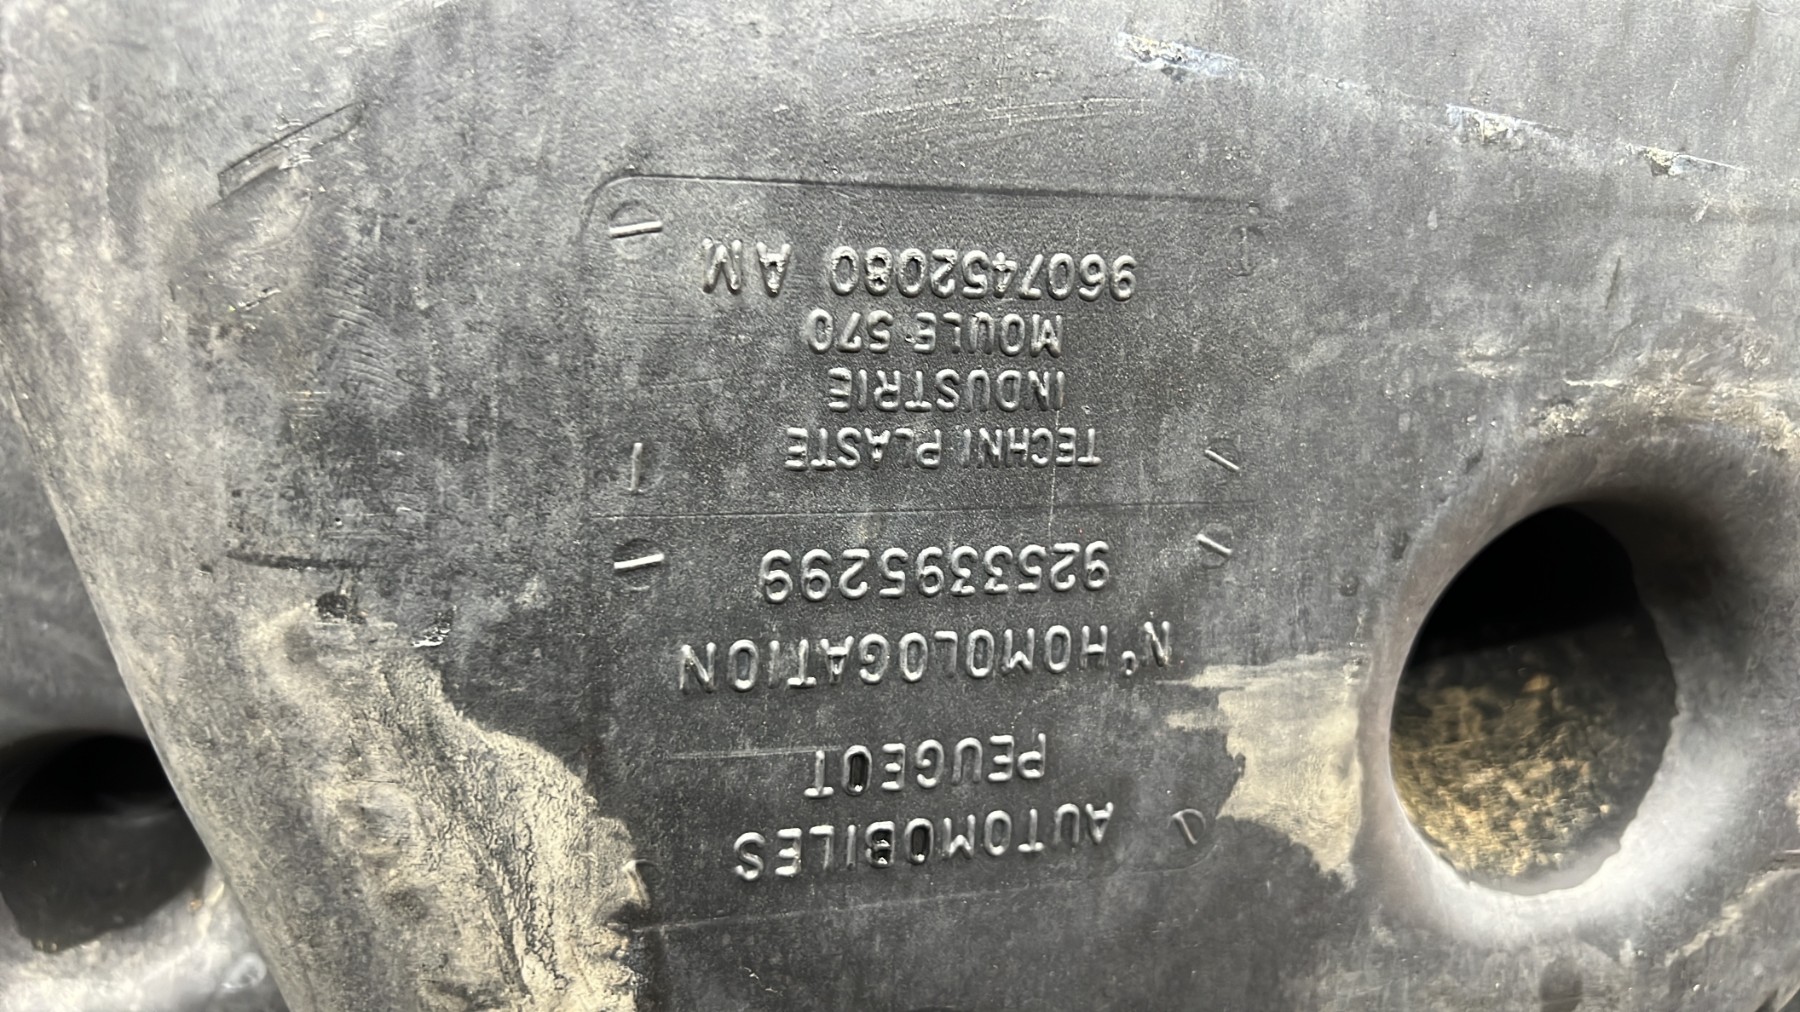 AUTOMOBILES
PEUGEOT
N° HOMOLOGATION
9253395299
TECHNI PLASTE
INDUSTRIE
MOULE 570
9607452080 AM